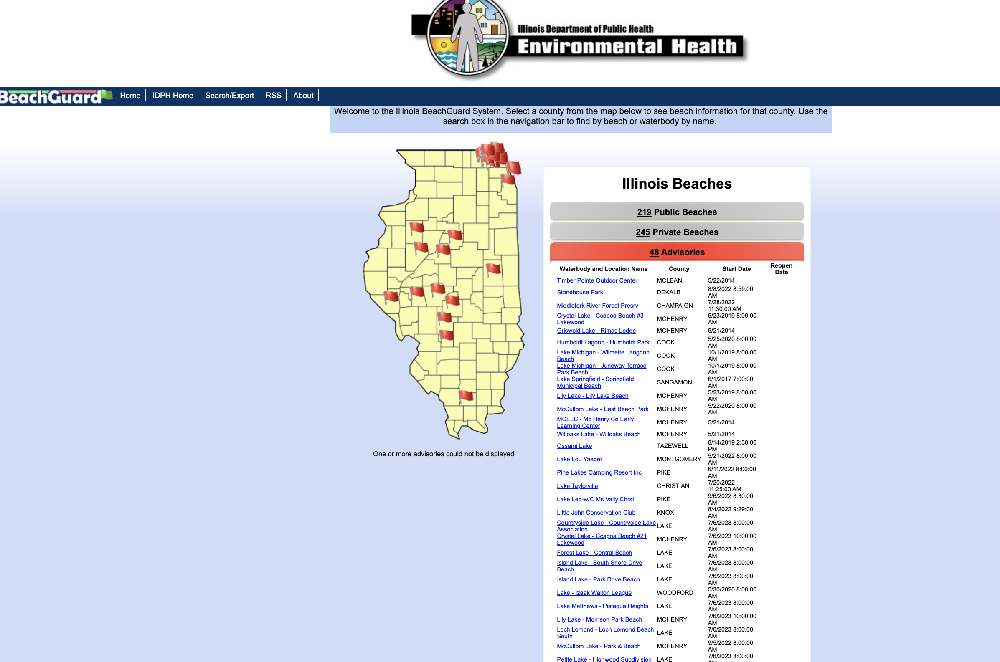 Illinois Department of Public Health
Environmental Health
BeachGuard Home IDPH Home Search/Export RSS About
Welcome to the Illinois BeachGuard System. Select a county from the map below to see beach information for that county. Use the
search box in the navigation bar to find by beach or waterbody by name.
One or more advisories could not be displayed
Illinois Beaches
219 Public Beaches
245 Private Beaches
48 Advisories
Waterbody and Location Name County Start Date Reopen
Date
Timber Pointe Outdoor Center MCLEAN 5/22/2014
Stonehouse Park DEKALB 8/8/2022 8:59:00
AM
Middlefork River Forest Presrv CHAMPAIGN 7/28/2022
11:30:00 AM
Crystal Lake - Ccapoa Beach #3
Lakewood MCHENRY 5/23/2019 8:00:00
AM
Griswold Lake - Rimas Lodge MCHENRY 5/21/2014
Humboldt Lagoon - Humboldt Park COOK 5/25/2020 8:00:00
AM
Lake Michigan - Wilmette Langdon
Beach COOK 10/1/2019 8:00:00
AM
Lake Michigan - Juneway Terrace
Park Beach COOK 10/1/2019 8:00:00
AM
Lake Springfield - Springfield
Municipal Beach SANGAMON 6/1/2017 7:00:00
AM
Lily Lake - Lily Lake Beach MCHENRY 5/23/2019 8:00:00
AM
McCullom Lake - East Beach Park MCHENRY 5/22/2020 8:00:00
AM
MCELC - Mc Henry Co Early
Learning Center MCHENRY 5/21/2014
Willoaks Lake - Willoaks Beach MCHENRY 5/21/2014
Ossami Lake TAZEWELL 8/14/2019 2:30:00
PM
Lake Lou Yaeger MONTGOMERY 5/21/2022 8:00:00
AM
Pine Lakes Camping Resort Inc PIKE 6/11/2022 8:00:00
AM
Lake Taylorville CHRISTIAN 7/20/2022
11:25:00 AM
Lake Leo-w/C Ms Vally Chrst PIKE 9/6/2022 8:30:00
AM
Little John Conservation Club KNOX 8/4/2022 9:29:00
AM
Countryside Lake - Countryside Lake
Association LAKE 7/6/2023 8:00:00
AM
Crystal Lake - Ccapoa Beach #21
Lakewood MCHENRY 7/6/2023 10:00:00
AM
Forest Lake - Central Beach LAKE 7/6/2023 8:00:00
AM
Island Lake - South Shore Drive
Beach LAKE 7/6/2023 8:00:00
AM
Island Lake - Park Drive Beach LAKE 7/6/2023 8:00:00
AM
Lake - Izaak Walton League WOODFORD 5/30/2020 8:00:00
AM
Lake Matthews - Pistaqua Heights LAKE 7/6/2023 8:00:00
AM
Lily Lake - Morrison Park Beach MCHENRY 7/6/2023 10:00:00
AM
Loch Lomond - Loch Lomond Beach
South LAKE 7/6/2023 8:00:00
AM
McCullom Lake - Park & Beach MCHENRY 9/5/2022 8:00:00
AM
Petite Lake - Highwood Subdivision LAKE 7/6/2023 8:00:00
AM